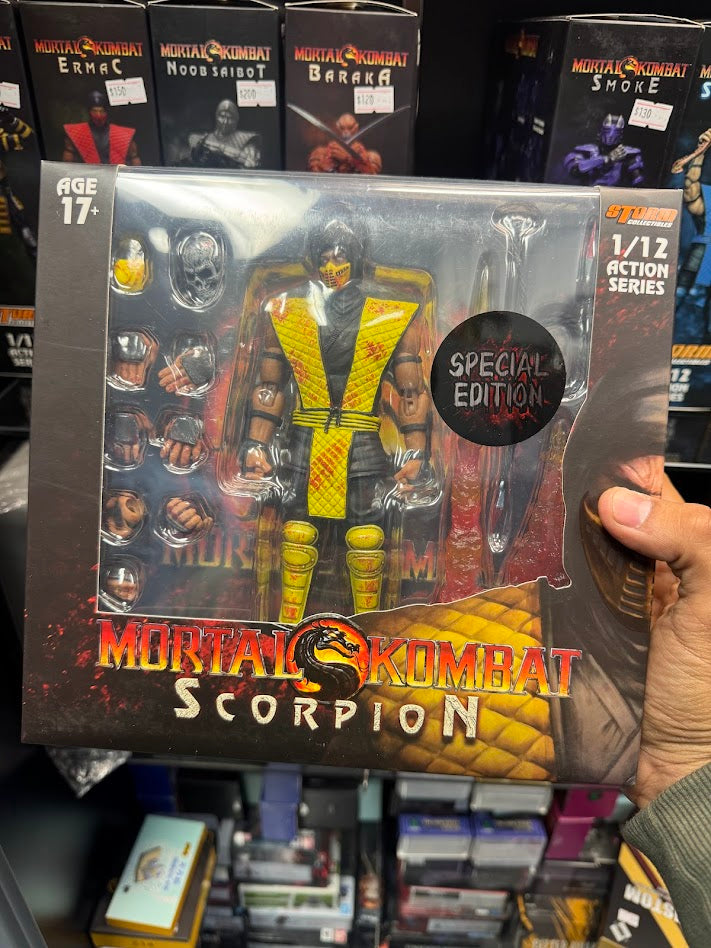 MORTAL KOMBAT
ERMAC
$150
MORTAL KOMBAT
NOOB SAIBOT
$200
MORTAL KOMBAT
BARAKA
$120
MORTAL KOMBAT
SMOKE
$130
AGE
17+
STORM
COLLECTIBLES
1/12
ACTION
SERIES
SPECIAL
EDITION
MORTAL KOMBAT
SCORPION